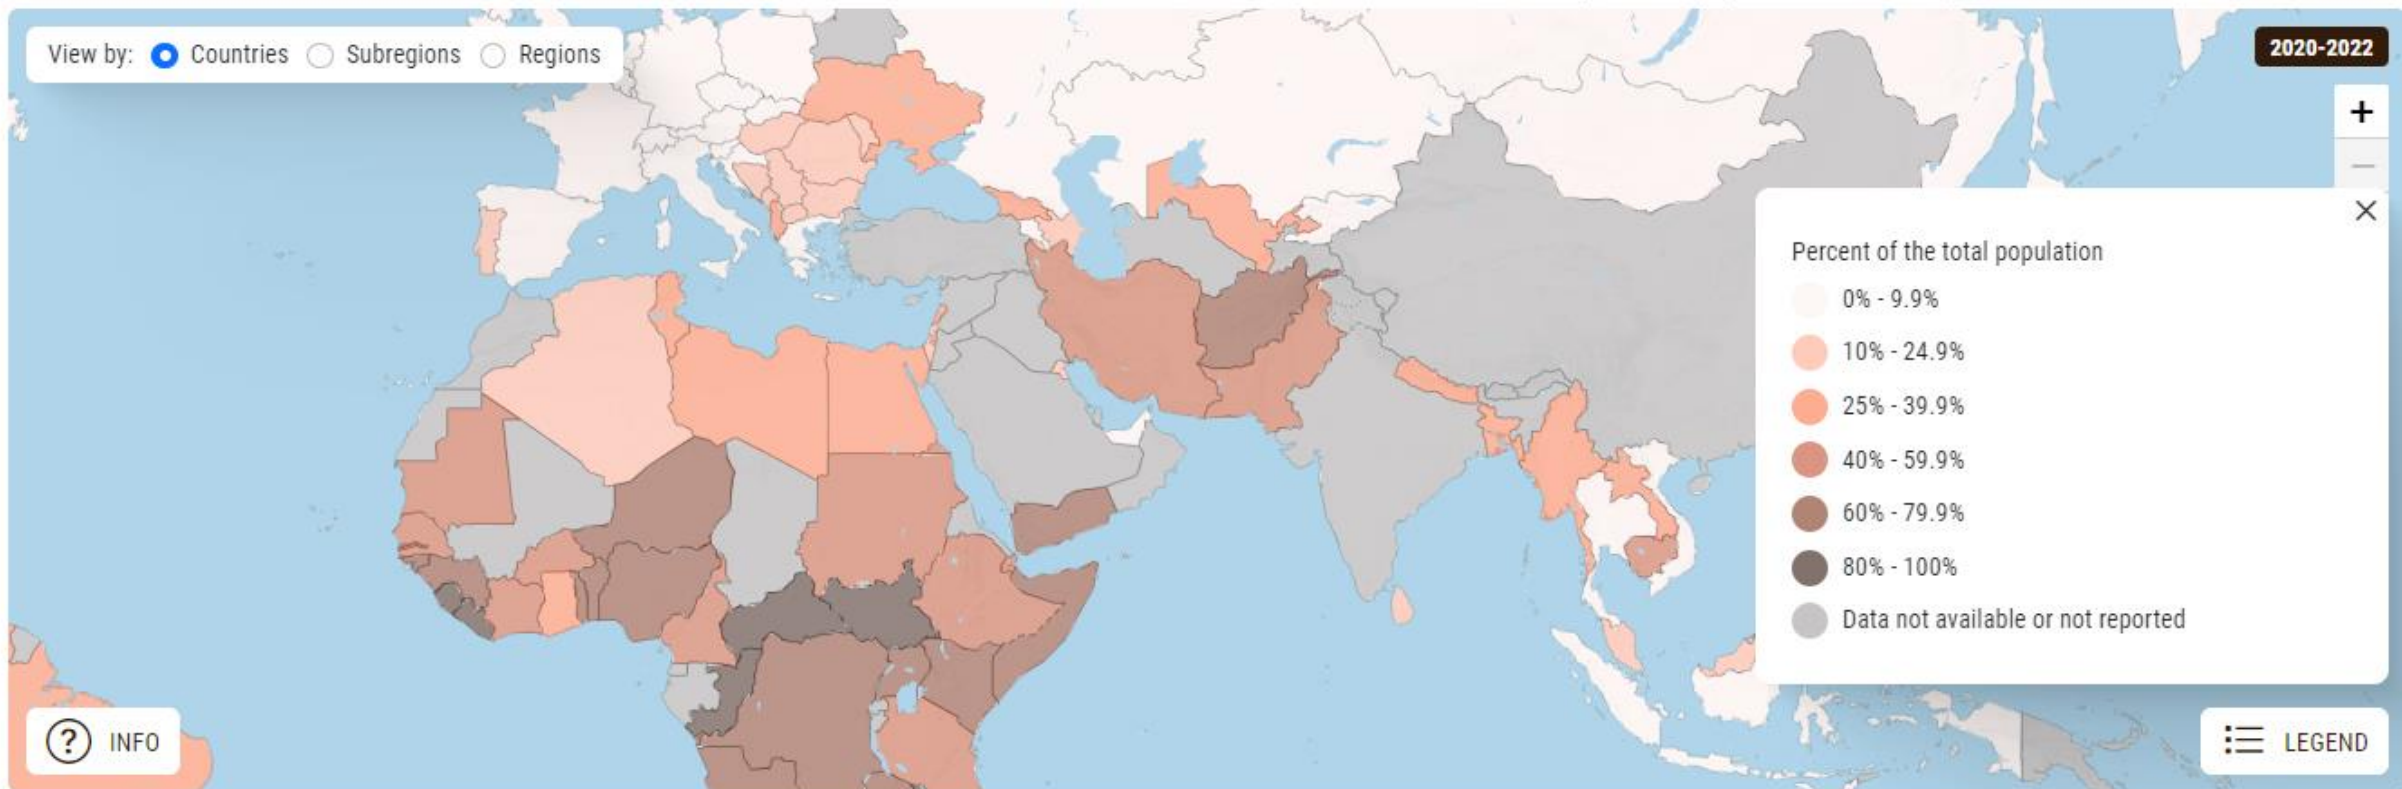 View by: Countries Subregions Regions
2020-2022
+
−
×
Percent of the total population
0% - 9.9%
10% - 24.9%
25% - 39.9%
40% - 59.9%
60% - 79.9%
80% - 100%
Data not available or not reported
? INFO
LEGEND